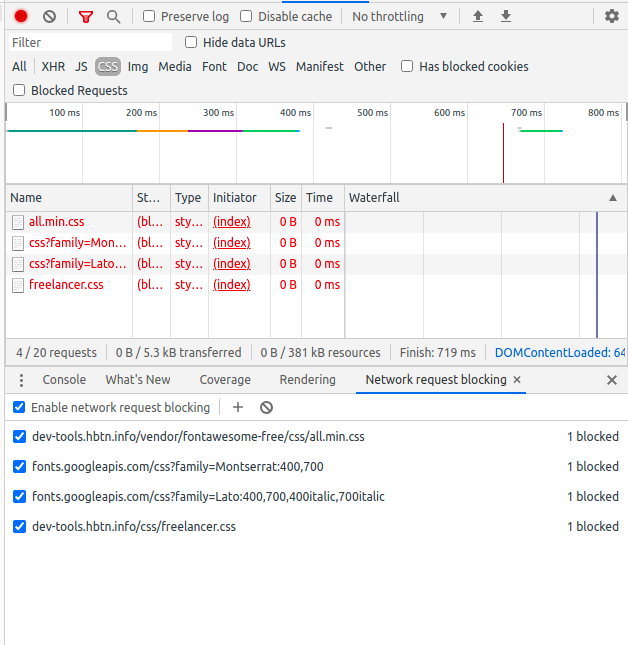 Preserve log Disable cache No throttling
Filter Hide data URLs
All XHR JS CSS Img Media Font Doc WS Manifest Other Has blocked cookies
Blocked Requests
100 ms 200 ms 300 ms 400 ms 500 ms 600 ms 700 ms 800 ms
Name St... Type Initiator Size Time Waterfall
all.min.css (bl... sty... (index) 0 B 0 ms
css?family=Mon... (bl... sty... (index) 0 B 0 ms
css?family=Lato... (bl... sty... (index) 0 B 0 ms
freelancer.css (bl... sty... (index) 0 B 0 ms
4 / 20 requests 0 B / 5.3 kB transferred 0 B / 381 kB resources Finish: 719 ms DOMContentLoaded: 64
Console What's New Coverage Rendering Network request blocking
Enable network request blocking
dev-tools.hbtn.info/vendor/fontawesome-free/css/all.min.css 1 blocked
fonts.googleapis.com/css?family=Montserrat:400,700 1 blocked
fonts.googleapis.com/css?family=Lato:400,700,400italic,700italic 1 blocked
dev-tools.hbtn.info/css/freelancer.css 1 blocked